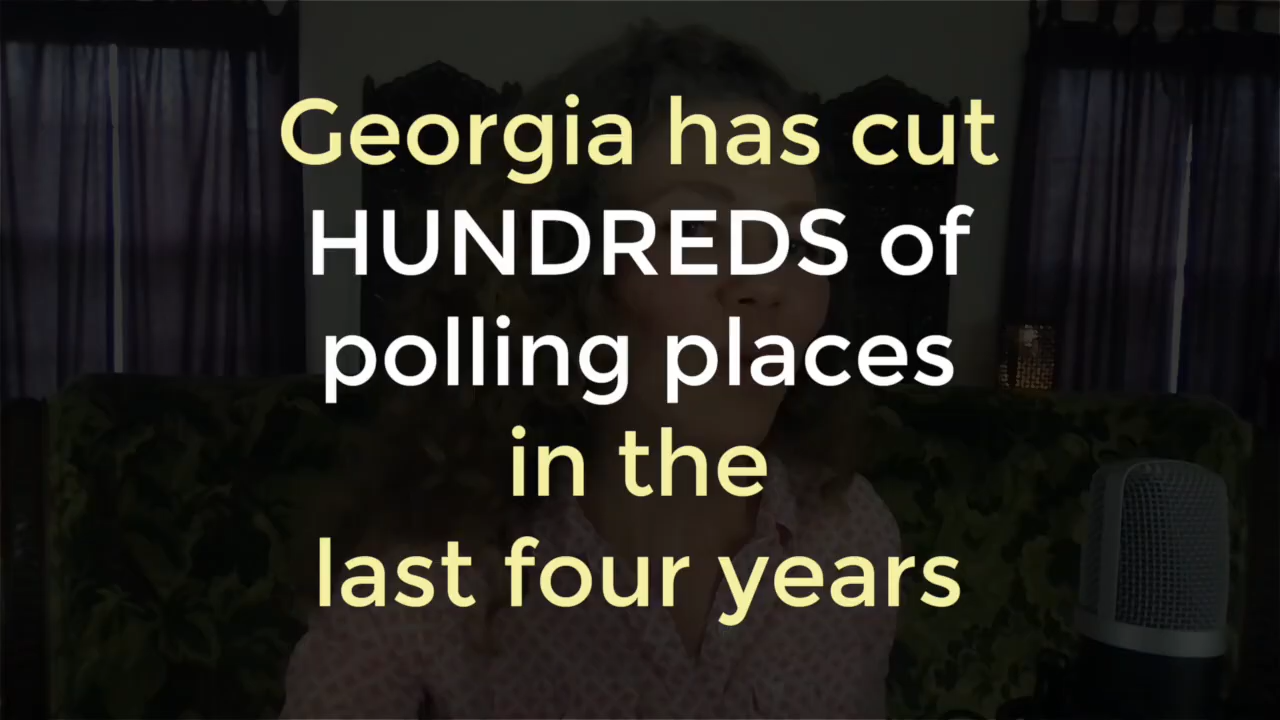 Georgia has cut
HUNDREDS of
polling places
in the
last four years